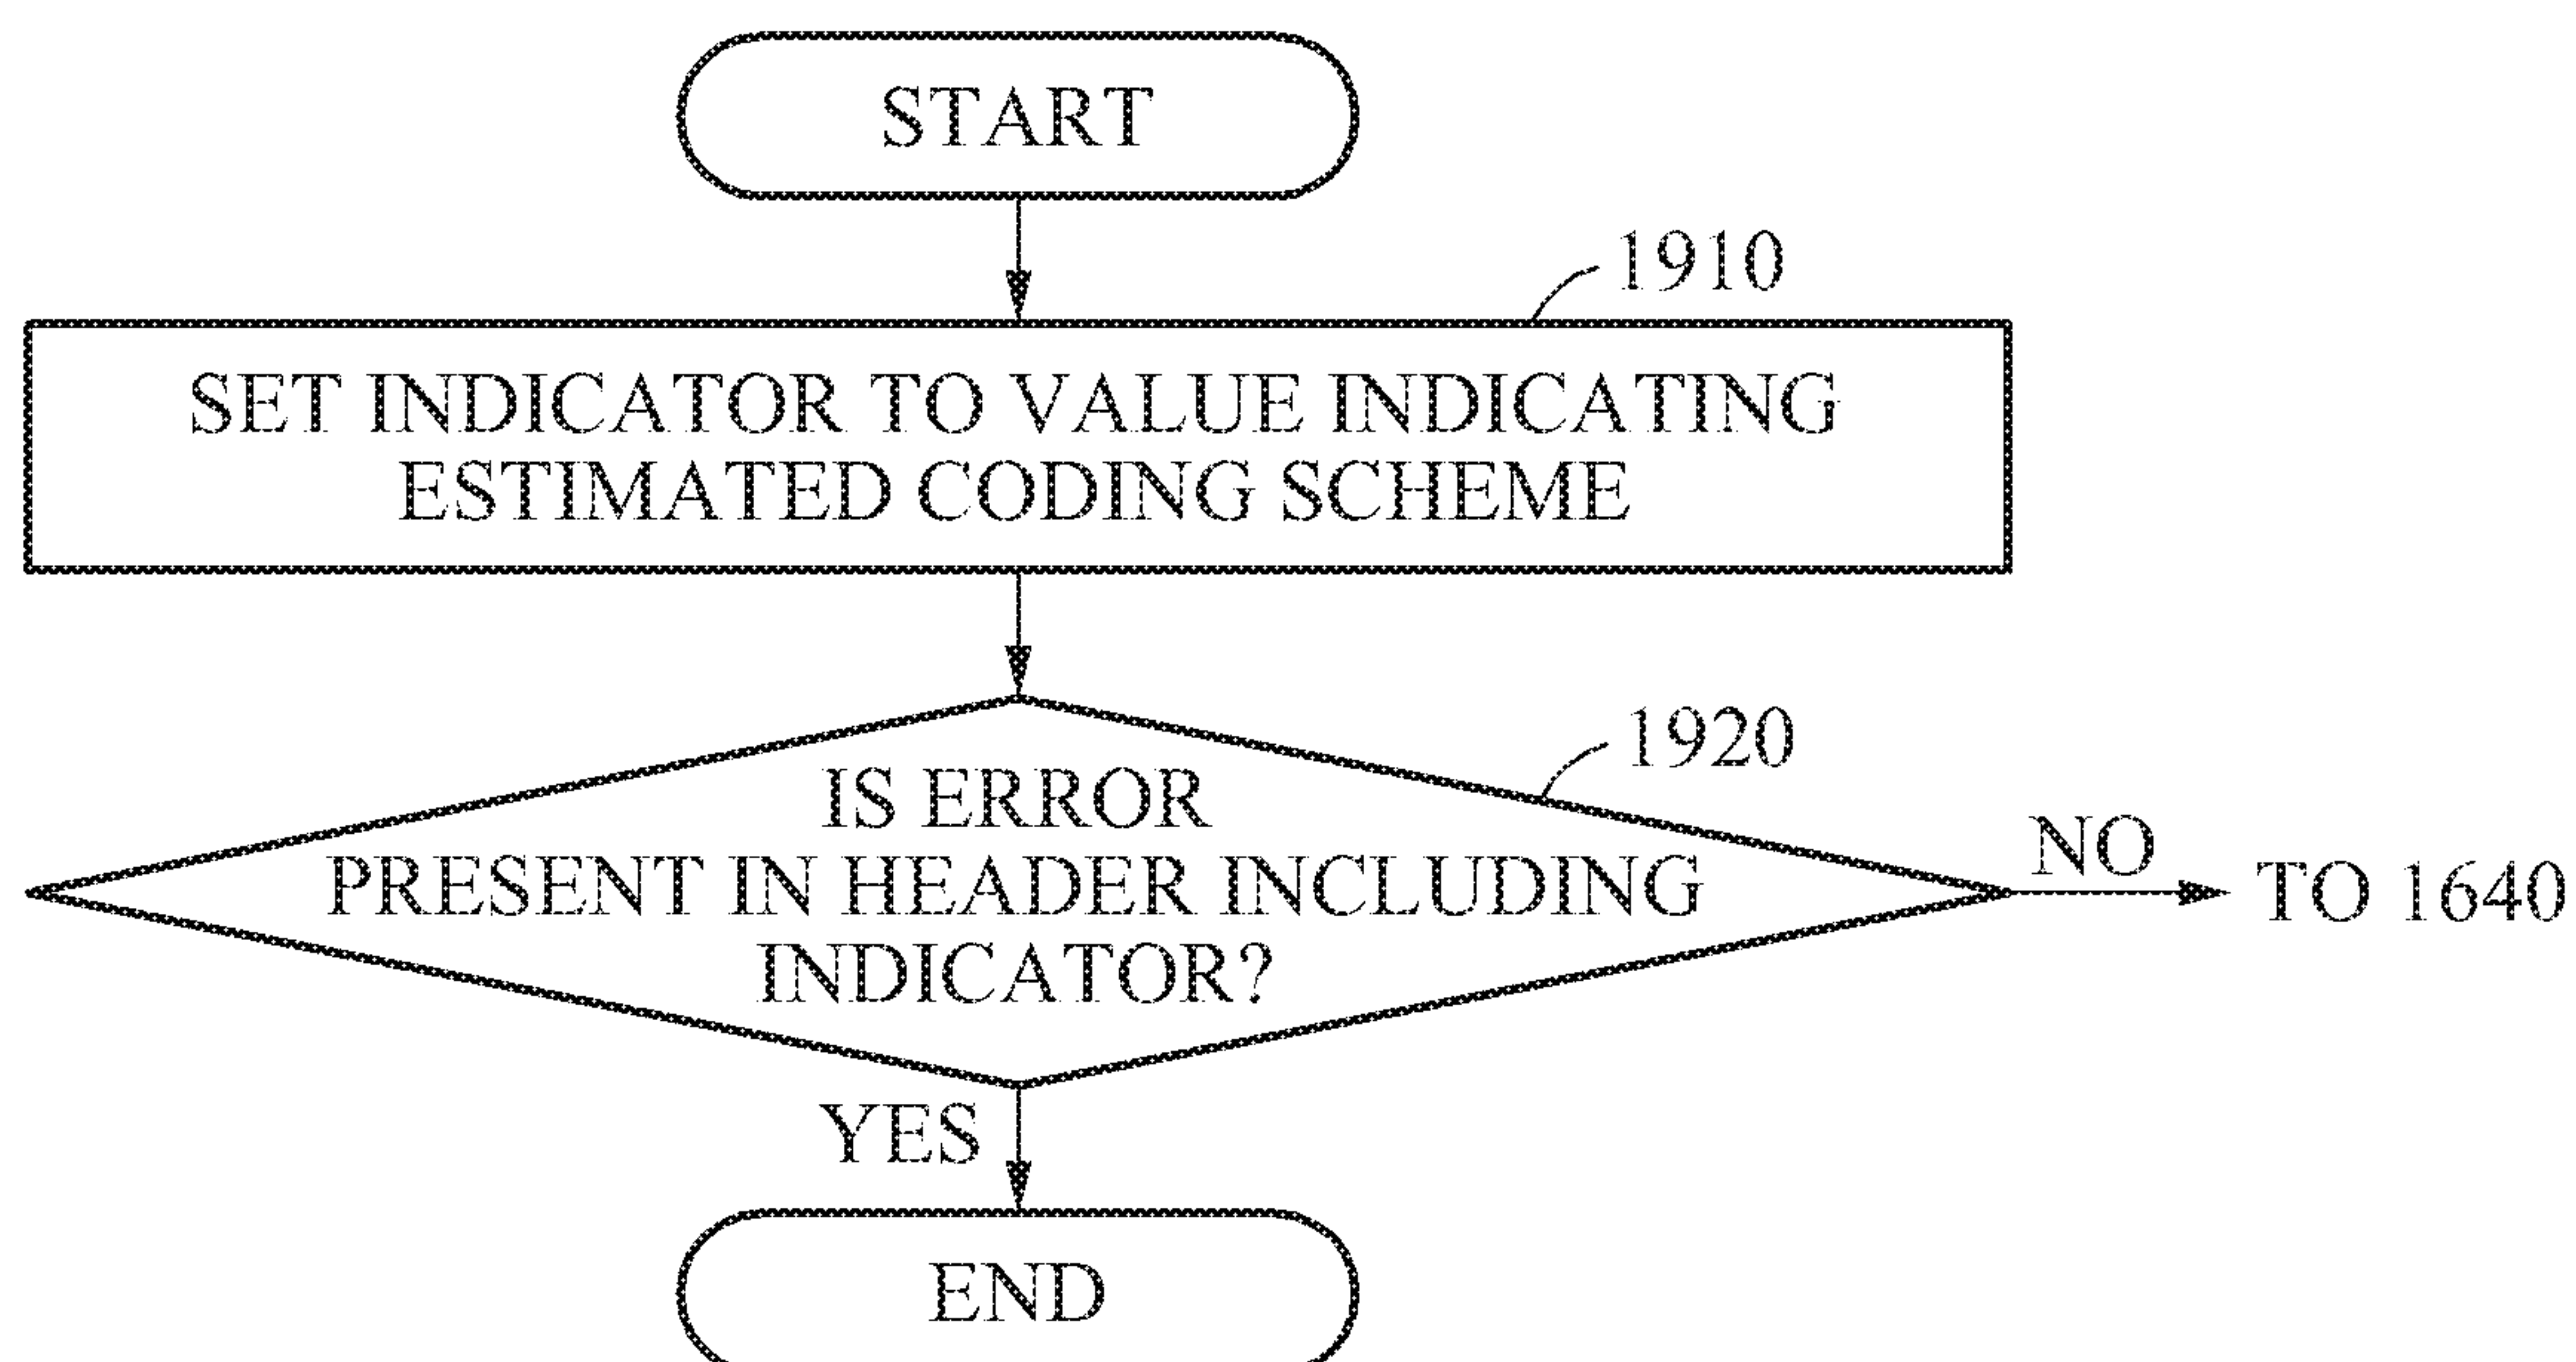 START
1910
SET INDICATOR TO VALUE INDICATING
ESTIMATED CODING SCHEME
1920
IS ERROR
PRESENT IN HEADER INCLUDING
INDICATOR?
NO
TO 1640
YES
END